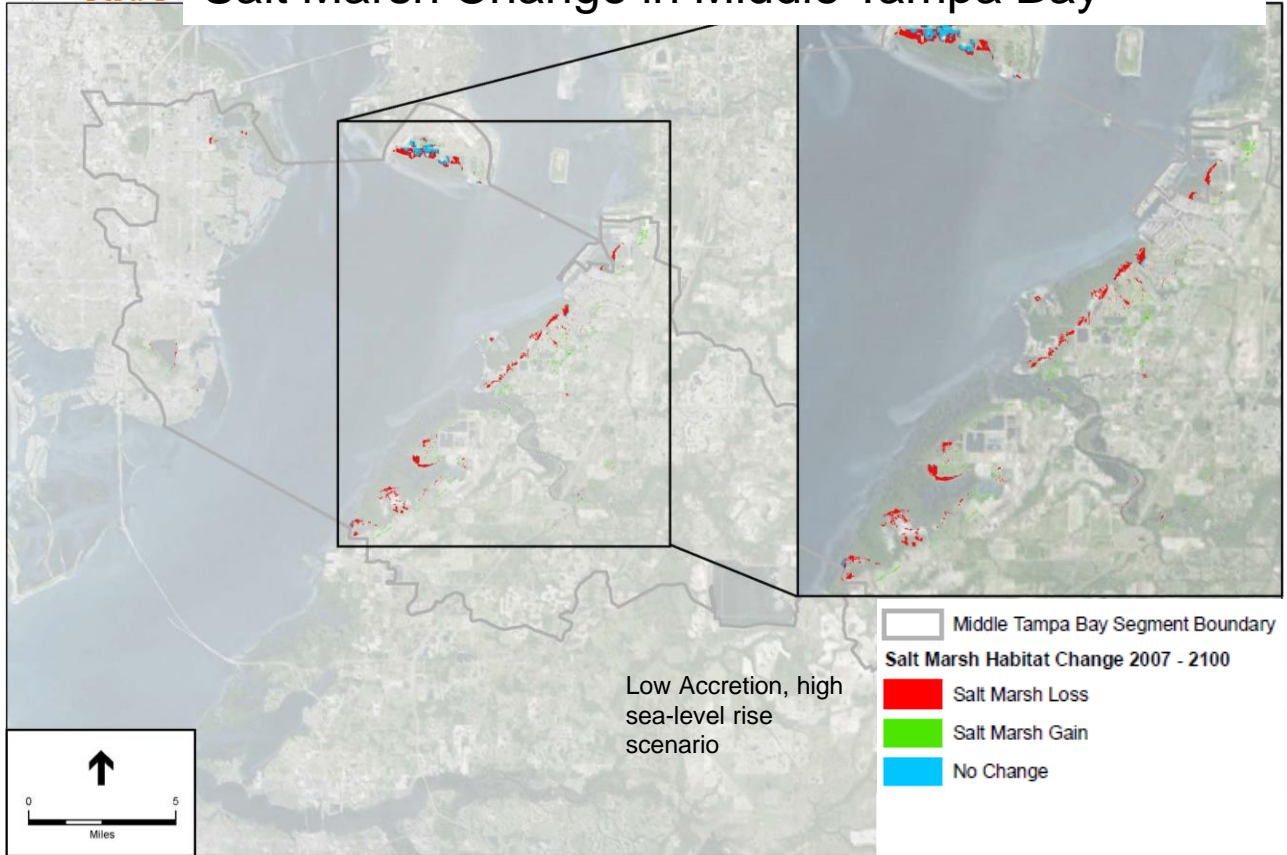 Salt Marsh Change in Middle Tampa Bay
Middle Tampa Bay Segment Boundary
Salt Marsh Habitat Change 2007 - 2100
Salt Marsh Loss
Salt Marsh Gain
No Change
Low Accretion, high
sea-level rise
scenario
0 5
Miles